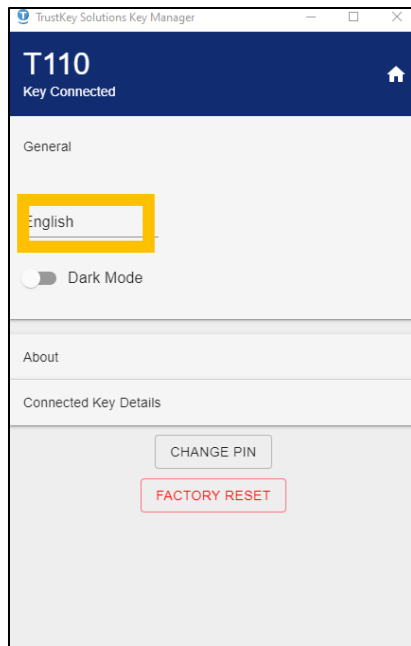 TrustKey Solutions Key Manager
T110
Key Connected
General
English
Dark Mode
About
Connected Key Details
CHANGE PIN
FACTORY RESET